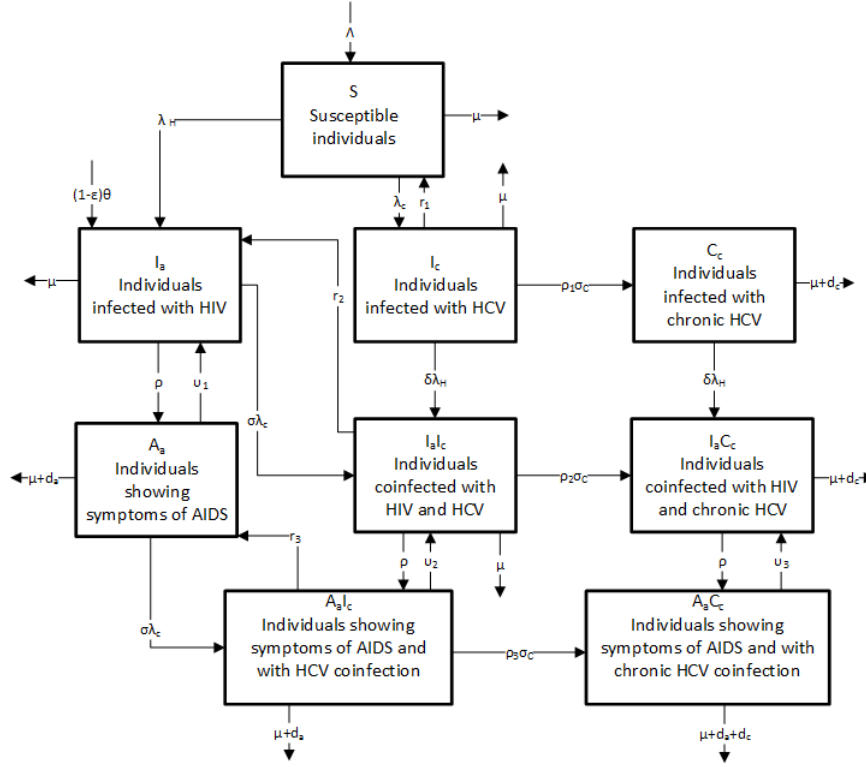 Λ
S
Susceptible
individuals
λ H
μ
(1-ε)θ
λc
r₁
μ
Iₐ
Individuals
infected with HIV
μ
r₂
Ic
Individuals
infected with HCV
ρ₁σC
Cc
Individuals
infected with
chronic HCV
μ+dc
ρ
υ₁
σλc
δλH
δλH
Aₐ
Individuals
showing
symptoms of AIDS
μ+dₐ
IₐIc
Individuals
coinfected with
HIV and HCV
ρ₂σC
IₐCc
Individuals
coinfected with HIV
and chronic HCV
μ+dc
r₃
ρ
υ₂
μ
ρ
υ₃
σλc
AₐIc
Individuals showing
symptoms of AIDS and
with HCV coinfection
ρ₃σC
AₐCc
Individuals showing
symptoms of AIDS and with
chronic HCV coinfection
μ+dₐ
μ+dₐ+dc